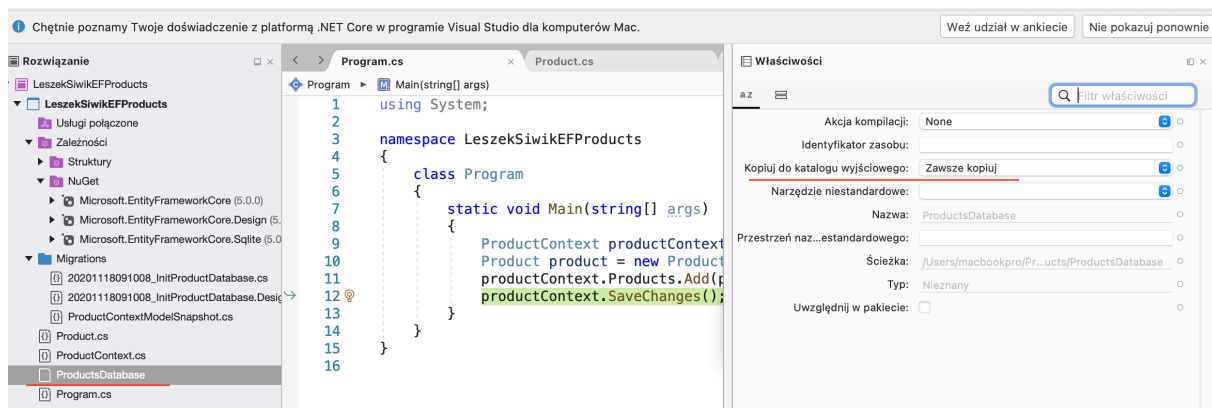 Chętnie poznamy Twoje doświadczenie z platformą .NET Core w programie Visual Studio dla komputerów Mac.
Weź udział w ankiecie
Nie pokazuj ponownie
Rozwiązanie
LeszekSiwikEFProducts
LeszekSiwikEFProducts
Usługi połączone
Zależności
Struktury
NuGet
Microsoft.EntityFrameworkCore (5.0.0)
Microsoft.EntityFrameworkCore.Design (5.
Microsoft.EntityFrameworkCore.Sqlite (5.0
Migrations
20201118091008_InitProductDatabase.cs
20201118091008_InitProductDatabase.Desig
ProductContextModelSnapshot.cs
Product.cs
ProductContext.cs
ProductsDatabase
Program.cs
Program.cs
Product.cs
Program
M Main(string[] args)
1 using System;
2
3 namespace LeszekSiwikEFProducts
4 {
5 class Program
6 {
7 static void Main(string[] args)
8 {
9 ProductContext productContext
10 Product product = new Product
11 productContext.Products.Add(p
12 productContext.SaveChanges();
13 }
14 }
15 }
16
Właściwości
a.z
Filtr właściwości
Akcja kompilacji: None
Identyfikator zasobu:
Kopiuj do katalogu wyjściowego: Zawsze kopiuj
Narzędzie niestandardowe:
Nazwa: ProductsDatabase
Przestrzeń naz...estandardowego:
Ścieżka: /Users/macbookpro/Pr...ucts/ProductsDatabase
Typ: Nieznany
Uwzględnij w pakiecie: